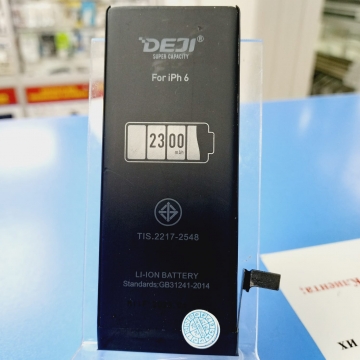 DEJI®
SUPER CAPACITY
For iPh 6
2300
mAh
TIS.2217-2548
LI-ION BATTERY
Standards:GB31241-2014